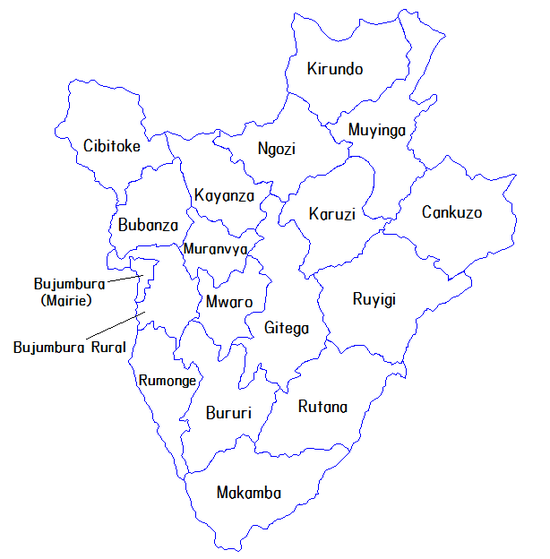 Kirundo
Muyinga
Ngozi
Cibitoke
Kayanza
Karuzi
Cankuzo
Bubanza
Muranvya
Bujumbura
(Mairie)
Mwaro
Ruyigi
Gitega
Bujumbura Rural
Rumonge
Bururi
Rutana
Makamba